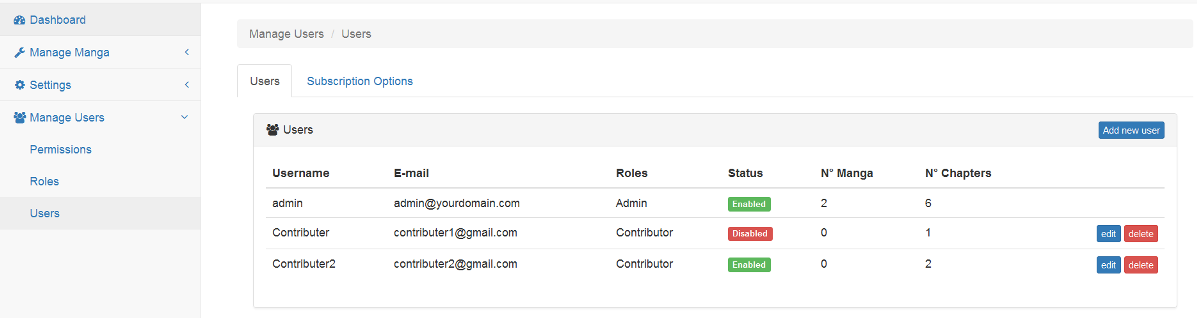 Dashboard
Manage Manga
Settings
Manage Users
Permissions
Roles
Users
Manage Users / Users
Users Subscription Options
Users Add new user
Username E-mail Roles Status N° Manga N° Chapters
admin admin@yourdomain.com Admin Enabled 2 6
Contributer contributer1@gmail.com Contributor Disabled 0 1 edit delete
Contributer2 contributer2@gmail.com Contributor Enabled 0 2 edit delete